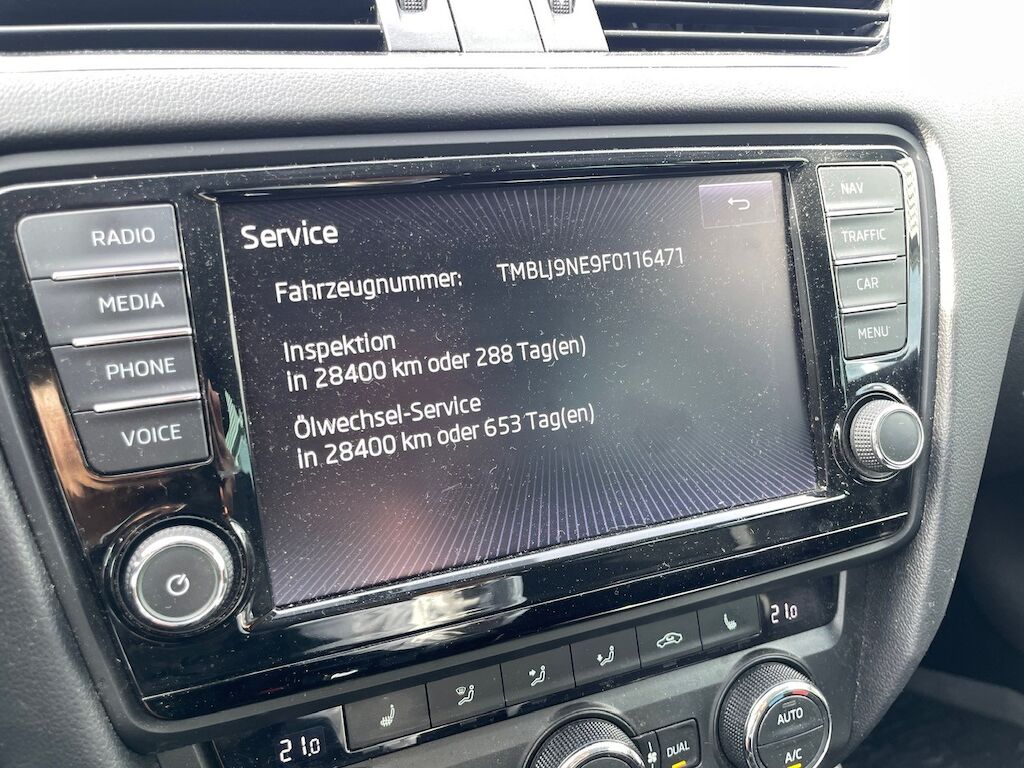 Service
Fahrzeugnummer: TMBLJ9NE9F0116471
Inspektion
in 28400 km oder 288 Tag(en)
Ölwechsel-Service
in 28400 km oder 653 Tag(en)
RADIO
MEDIA
PHONE
VOICE
NAV
TRAFFIC
CAR
MENU
21.0
21.0
DUAL
AUTO
A/C